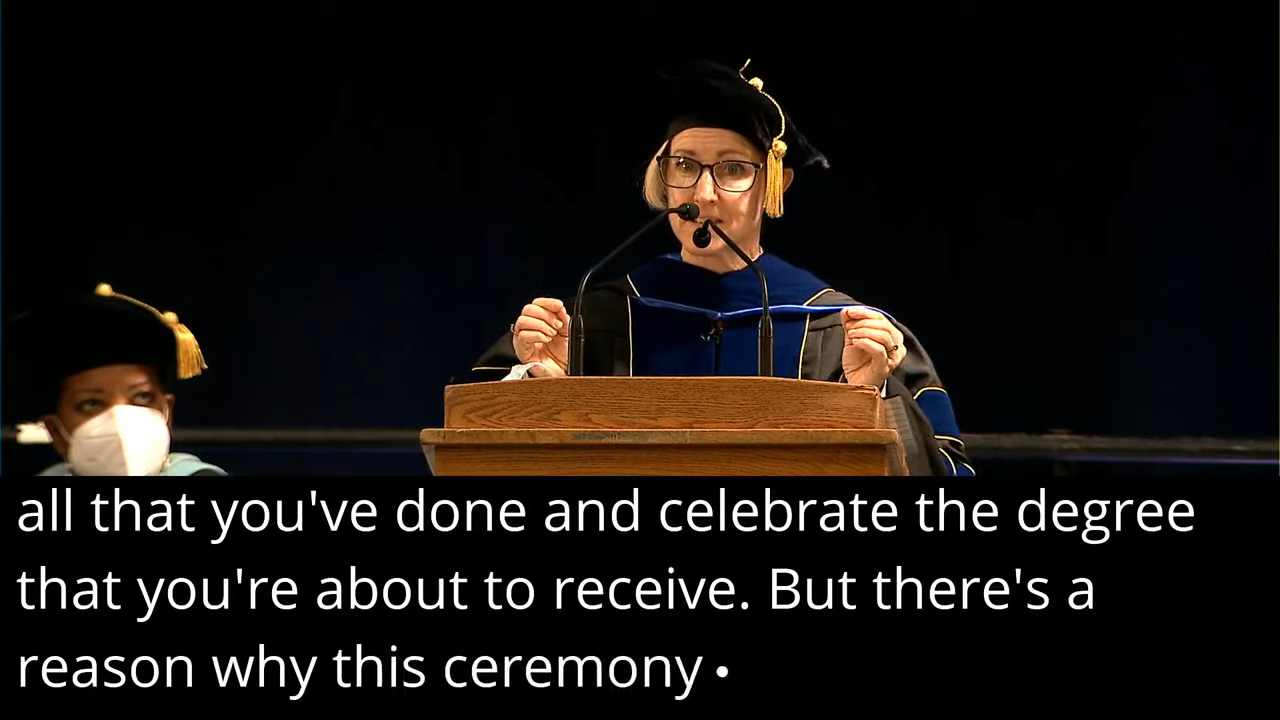 all that you've done and celebrate the degree
that you're about to receive. But there's a
reason why this ceremony •